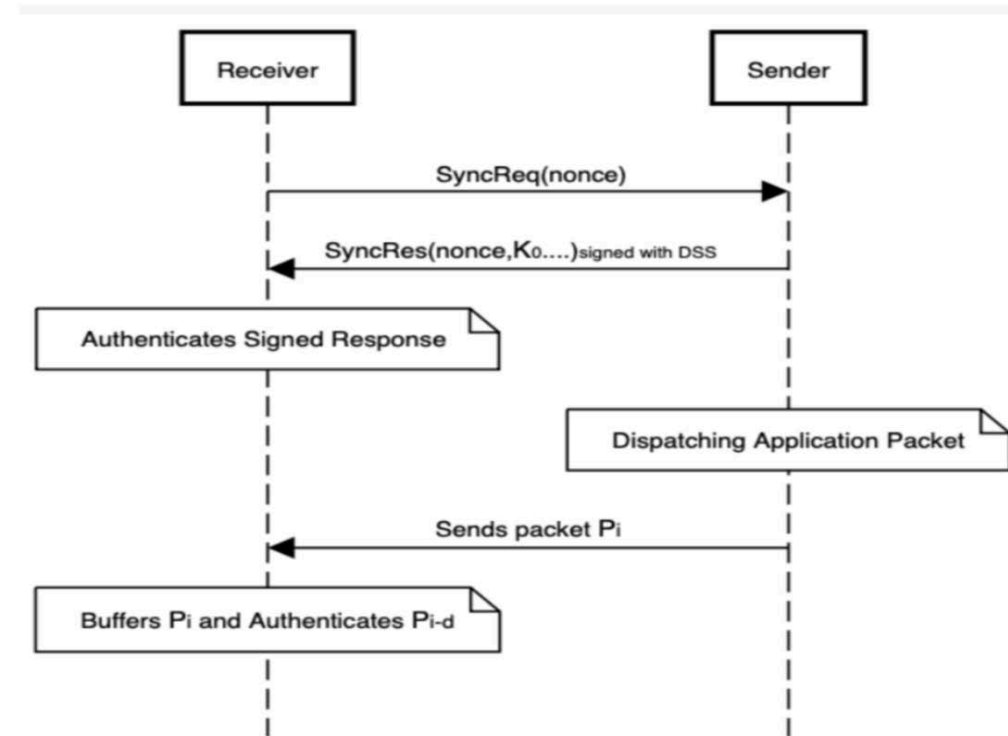 Receiver
Sender
SyncReq(nonce)
SyncRes(nonce,K0....)signed with DSS
Authenticates Signed Response
Dispatching Application Packet
Sends packet Pi
Buffers Pi and Authenticates Pi-d